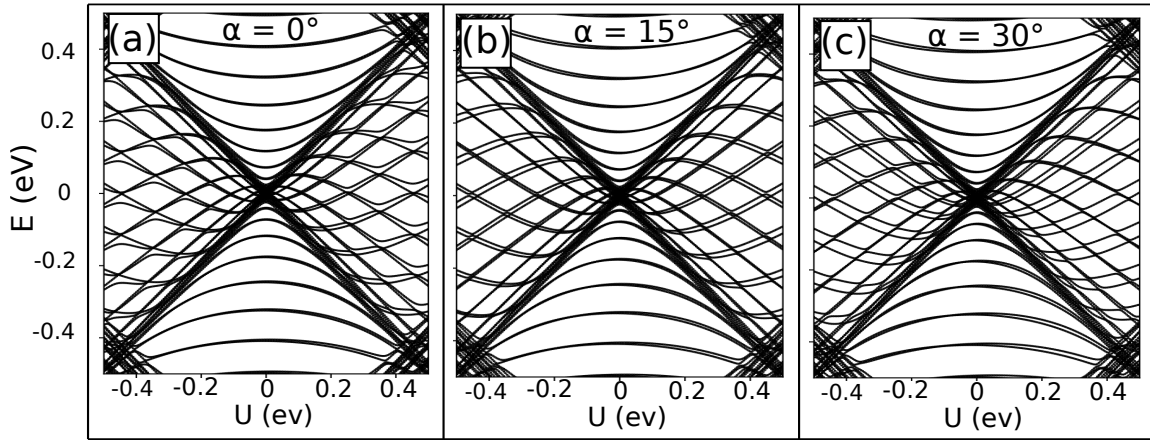 (a) α = 0°
(b) α = 15°
(c) α = 30°
E (eV)
0.4
0.2
0
-0.2
-0.4
-0.4 -0.2 0 0.2 0.4
-0.4 -0.2 0 0.2 0.4
-0.4 -0.2 0 0.2 0.4
U (ev)
U (ev)
U (ev)